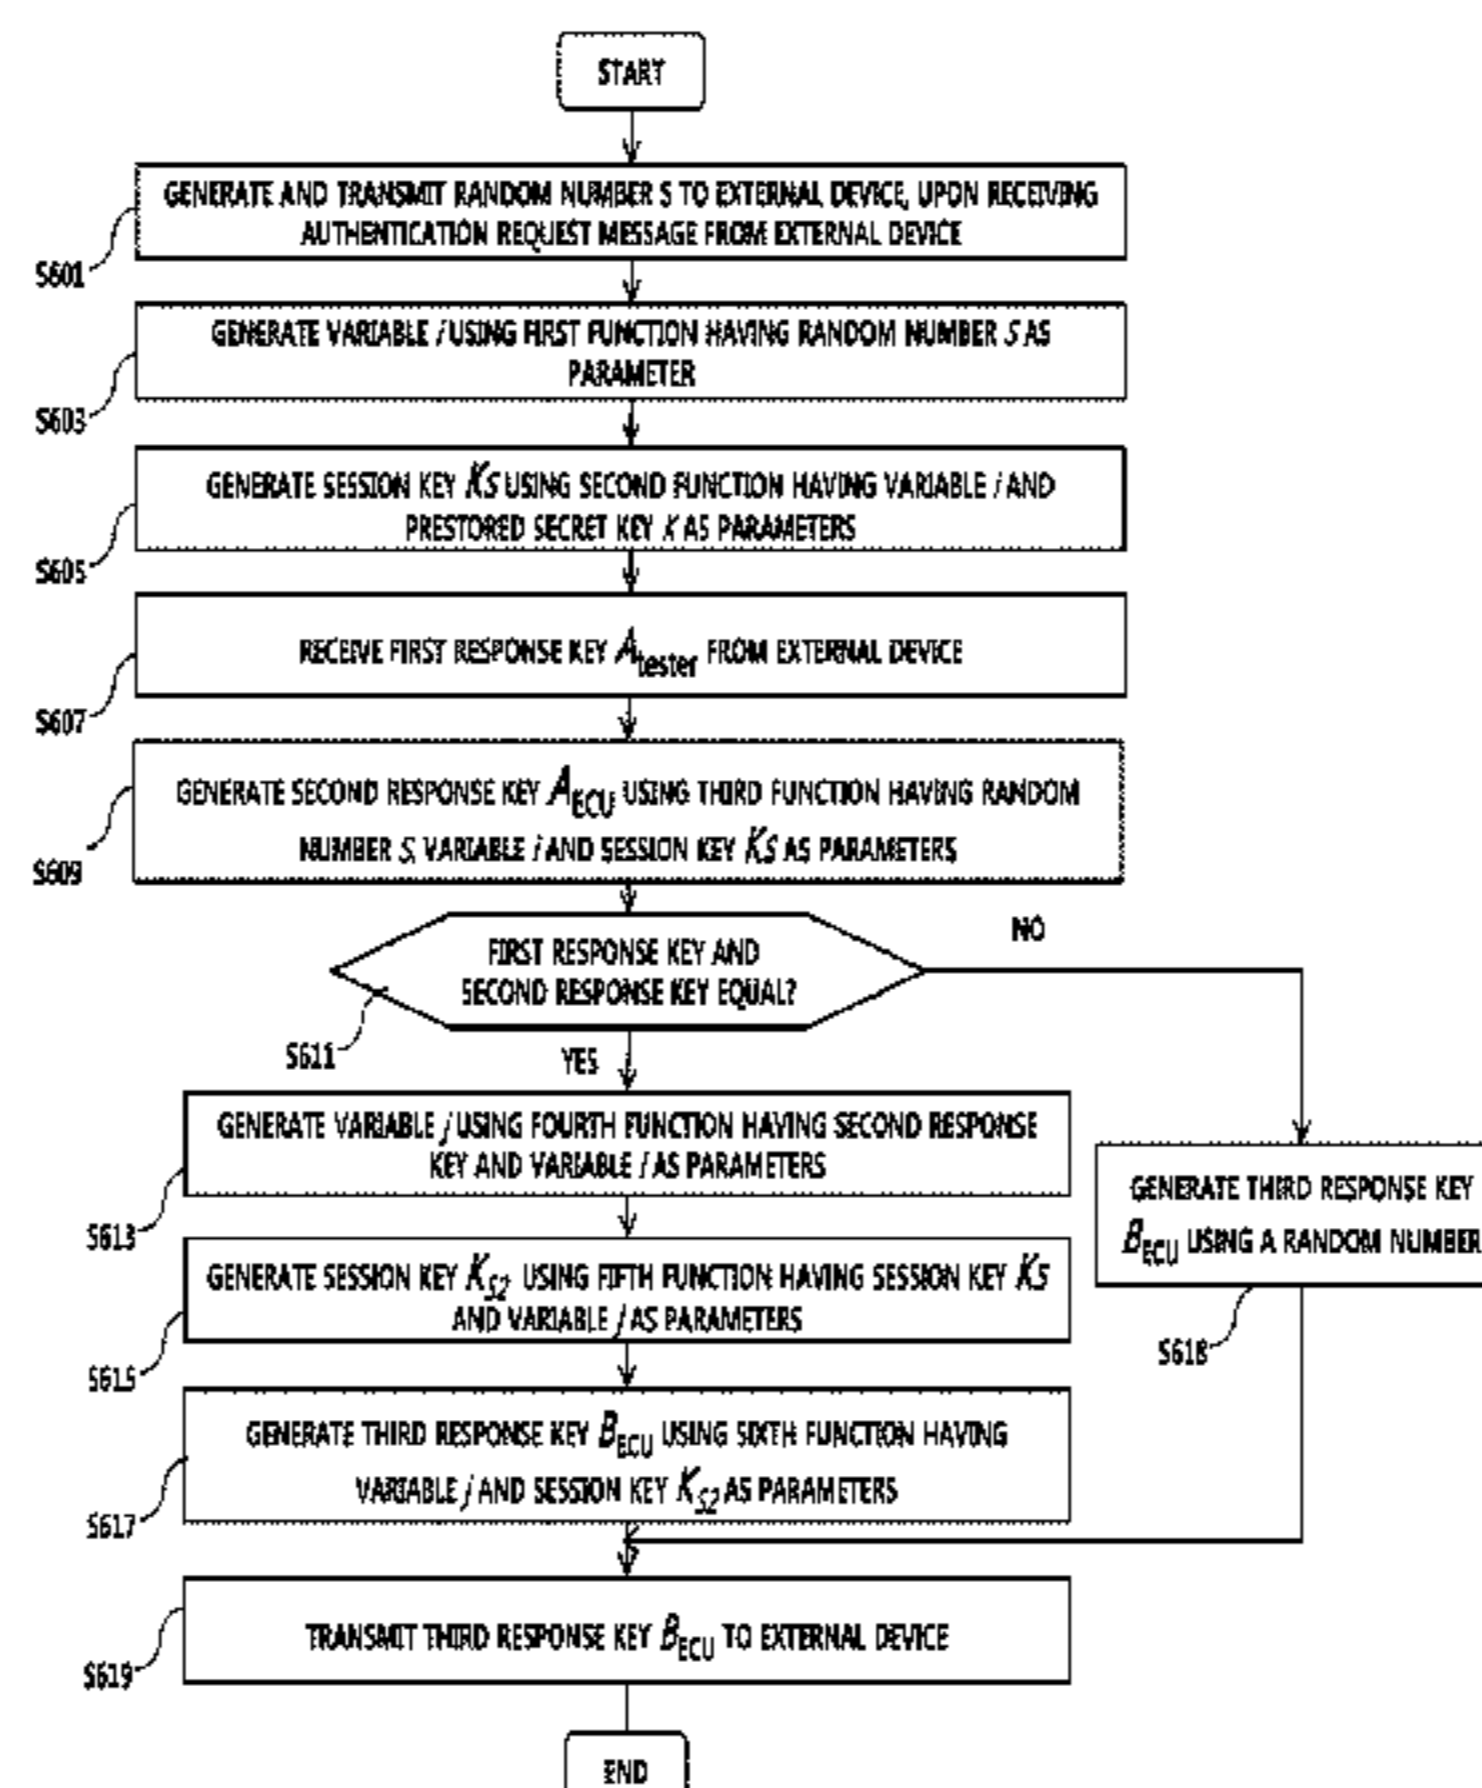 START
GENERATE AND TRANSMIT RANDOM NUMBER S TO EXTERNAL DEVICE, UPON RECEIVING
AUTHENTICATION REQUEST MESSAGE FROM EXTERNAL DEVICE
S601
GENERATE VARIABLE i USING FIRST FUNCTION HAVING RANDOM NUMBER S AS
PARAMETER
S603
GENERATE SESSION KEY KS USING SECOND FUNCTION HAVING VARIABLE i AND
PRESTORED SECRET KEY K AS PARAMETERS
S605
RECEIVE FIRST RESPONSE KEY Atester FROM EXTERNAL DEVICE
S607
GENERATE SECOND RESPONSE KEY AECU USING THIRD FUNCTION HAVING RANDOM
NUMBER S, VARIABLE i AND SESSION KEY KS AS PARAMETERS
S609
FIRST RESPONSE KEY AND
SECOND RESPONSE KEY EQUAL?
NO
S611
YES
GENERATE VARIABLE j USING FOURTH FUNCTION HAVING SECOND RESPONSE
KEY AND VARIABLE i AS PARAMETERS
S613
GENERATE THIRD RESPONSE KEY
BECU USING A RANDOM NUMBER
S618
GENERATE SESSION KEY KS2 USING FIFTH FUNCTION HAVING SESSION KEY KS
AND VARIABLE j AS PARAMETERS
S615
GENERATE THIRD RESPONSE KEY BECU USING SIXTH FUNCTION HAVING
VARIABLE j AND SESSION KEY KS2 AS PARAMETERS
S617
TRANSMIT THIRD RESPONSE KEY BECU TO EXTERNAL DEVICE
S619
END